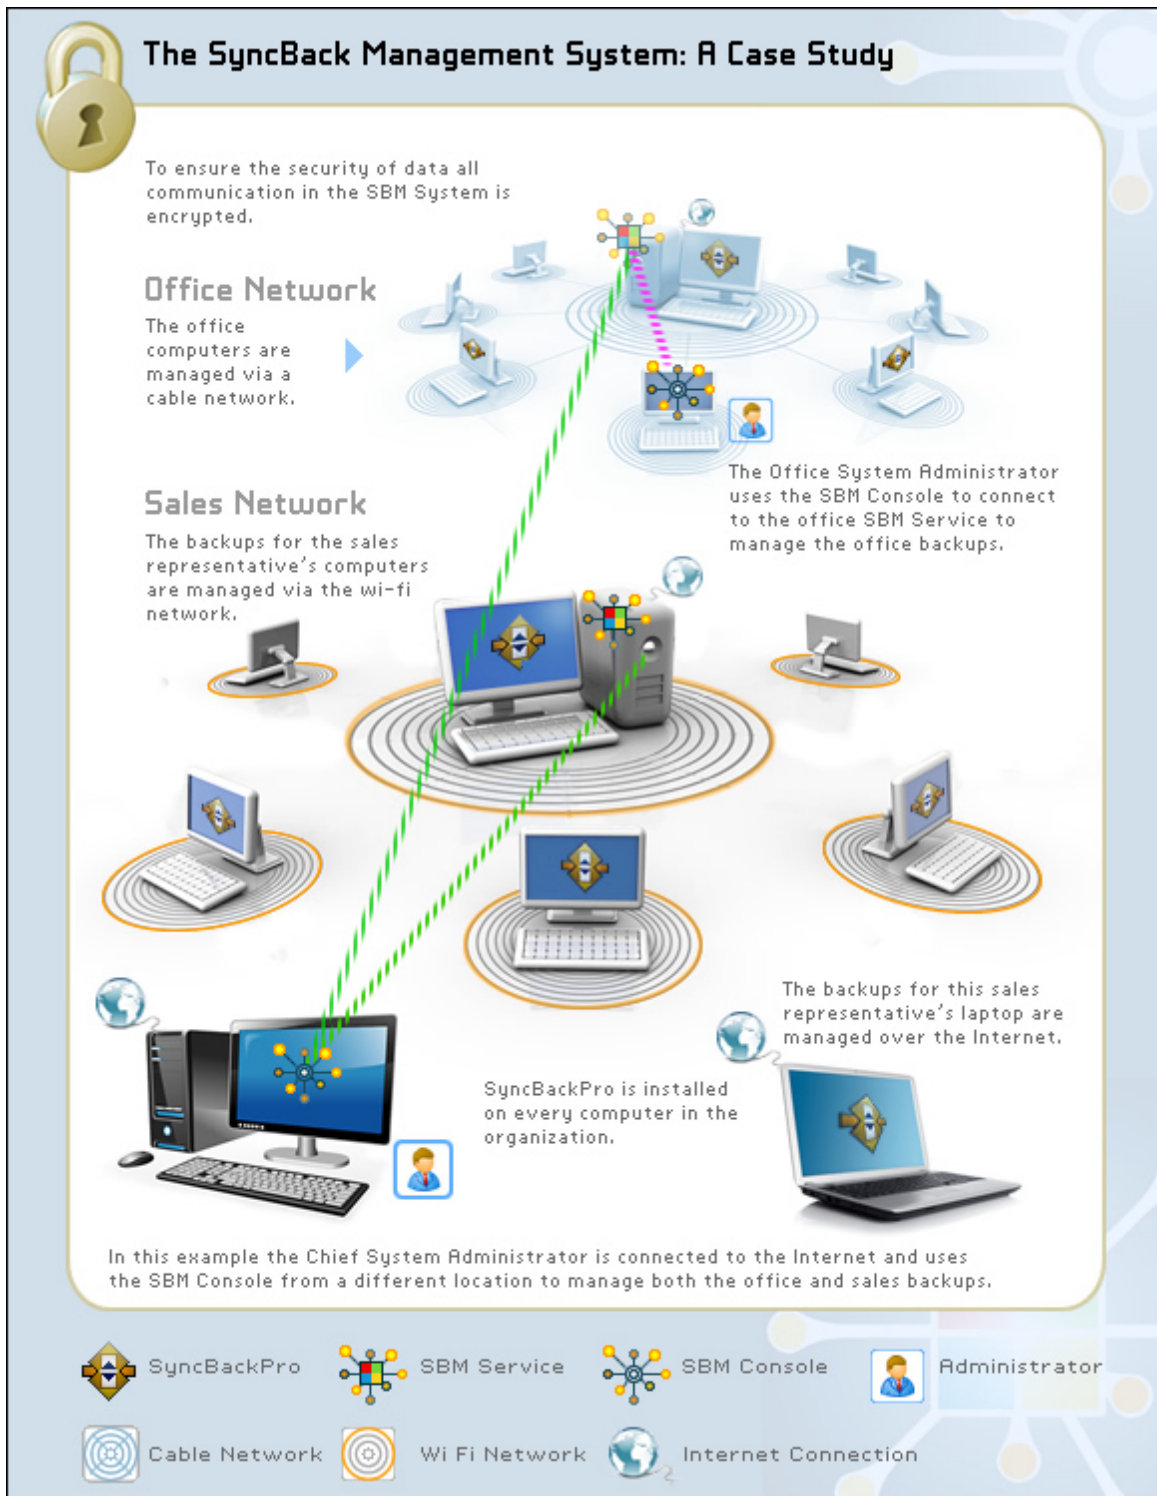 The SyncBack Management System: A Case Study
To ensure the security of data all
communication in the SBM System is
encrypted.
Office Network
The office
computers are
managed via a
cable network.
The Office System Administrator
uses the SBM Console to connect
to the office SBM Service to
manage the office backups.
Sales Network
The backups for the sales
representative's computers
are managed via the wi-fi
network.
The backups for this sales
representative's laptop are
managed over the Internet.
SyncBackPro is installed
on every computer in the
organization.
In this example the Chief System Administrator is connected to the Internet and uses
the SBM Console from a different location to manage both the office and sales backups.
SyncBackPro
SBM Service
SBM Console
Administrator
Cable Network
Wi Fi Network
Internet Connection